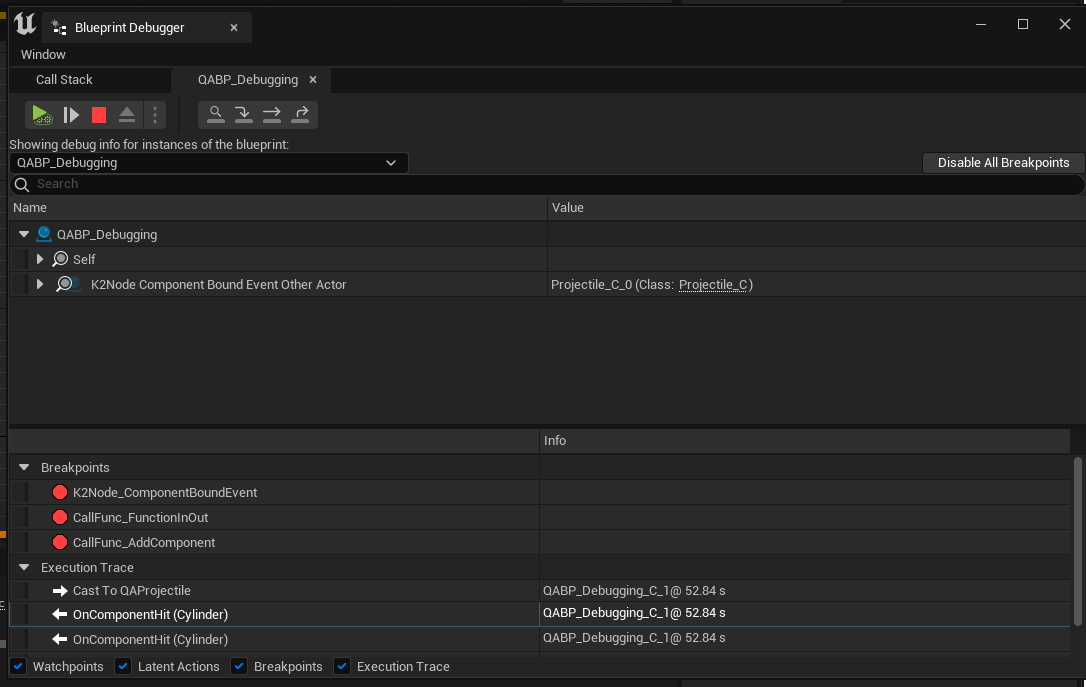 Blueprint Debugger
Window
Call Stack QABP_Debugging
Showing debug info for instances of the blueprint:
QABP_Debugging Disable All Breakpoints
Search
Name Value
QABP_Debugging
Self
K2Node Component Bound Event Other Actor Projectile_C_0 (Class: Projectile_C)
Info
Breakpoints
K2Node_ComponentBoundEvent
CallFunc_FunctionInOut
CallFunc_AddComponent
Execution Trace
Cast To QAProjectile QABP_Debugging_C_1@ 52.84 s
OnComponentHit (Cylinder) QABP_Debugging_C_1@ 52.84 s
OnComponentHit (Cylinder) QABP_Debugging_C_1@ 52.84 s
Watchpoints Latent Actions Breakpoints Execution Trace